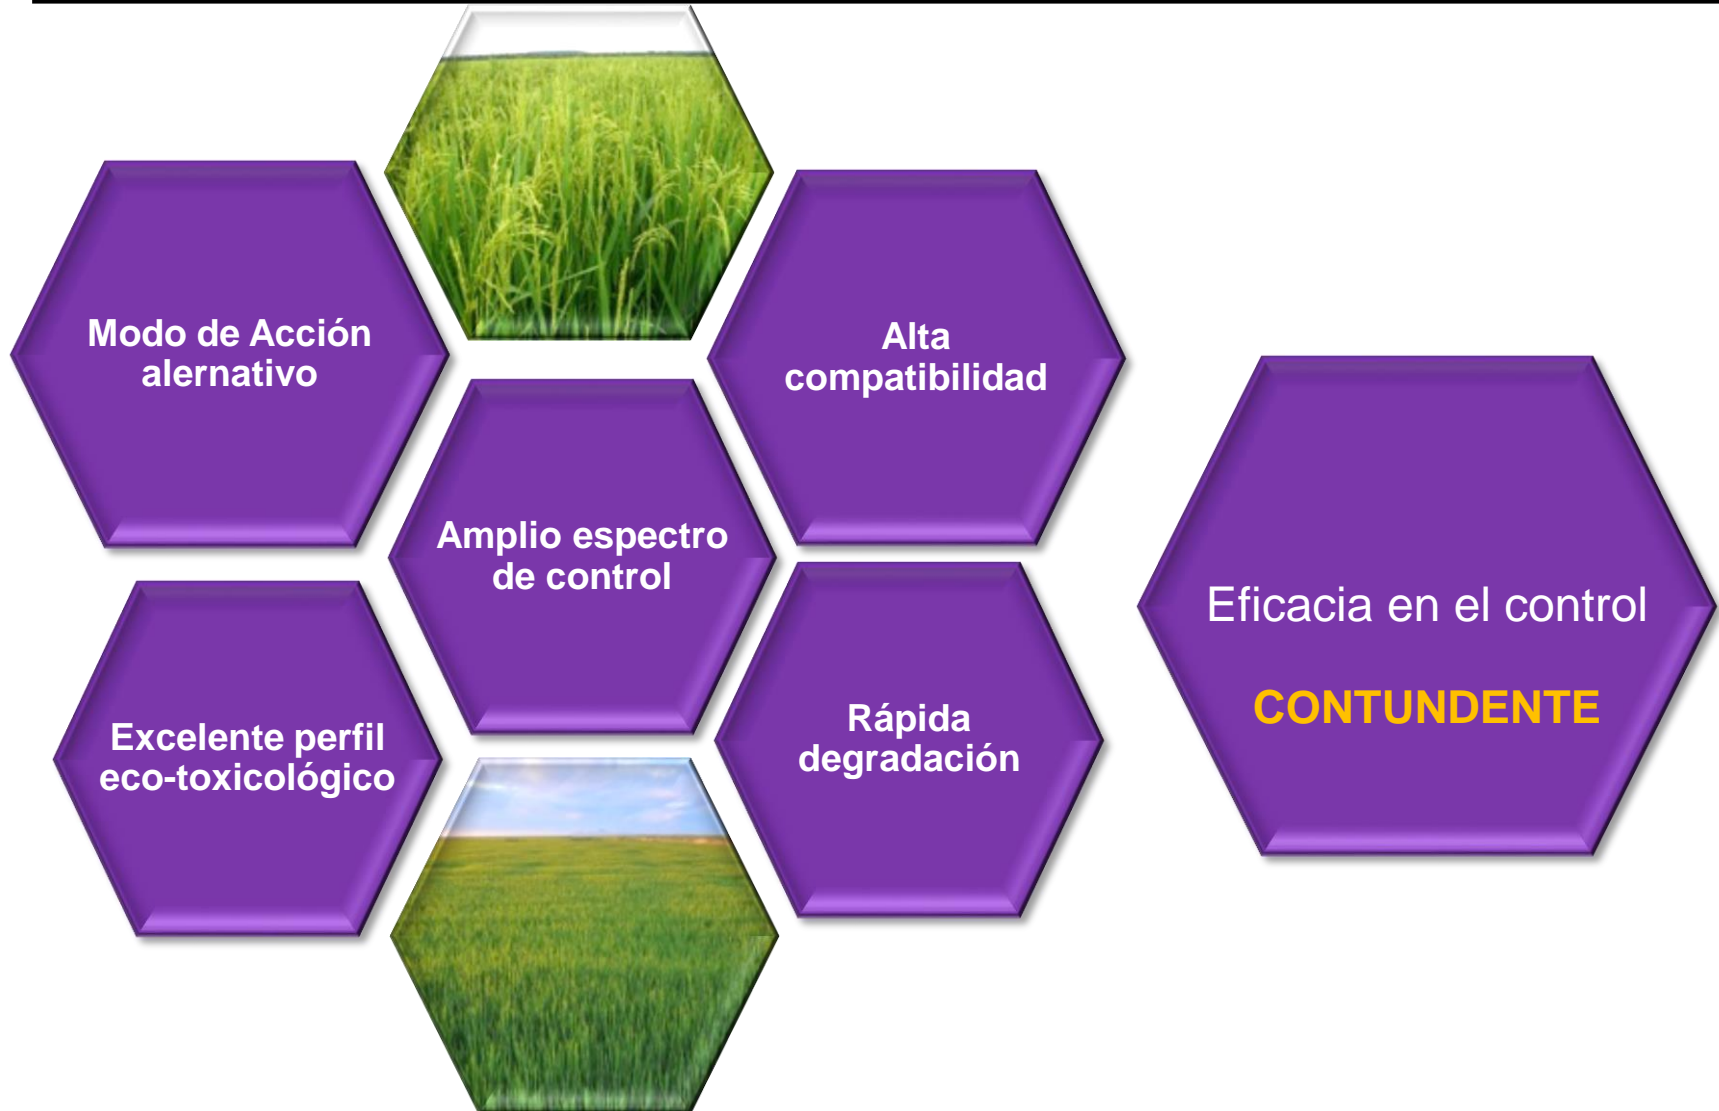 Modo de Acción
alernativo
Alta
compatibilidad
Amplio espectro
de control
Excelente perfil
eco-toxicológico
Rápida
degradación
Eficacia en el control
CONTUNDENTE